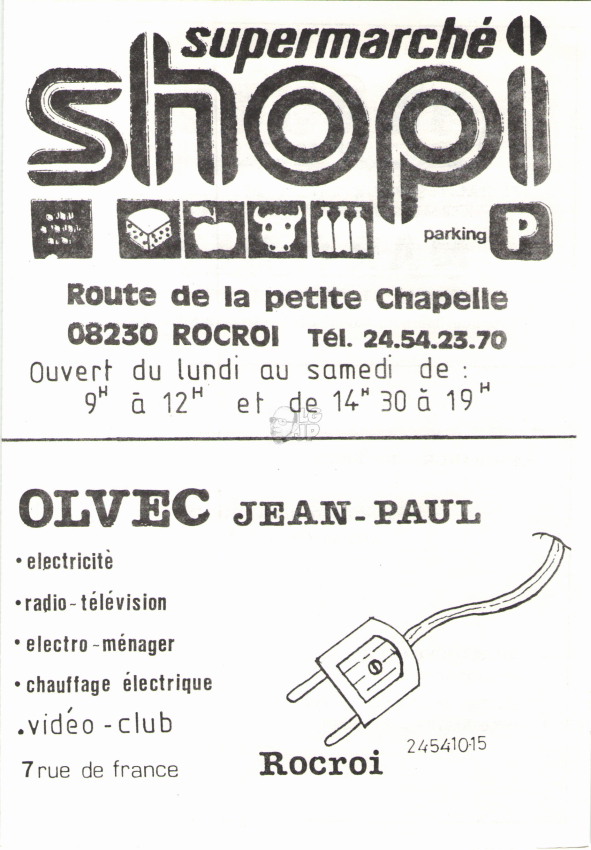 supermarché
shopi
parking P
Route de la petite Chapelle
08230 ROCROI Tél. 24.54.23.70
Ouvert du lundi au samedi de :
9H à 12H et de 14H 30 à 19H
OLVEC JEAN-PAUL
• electricité
• radio-télévision
• electro-ménager
• chauffage électrique
.vidéo-club
7 rue de france
Rocroi
24541015